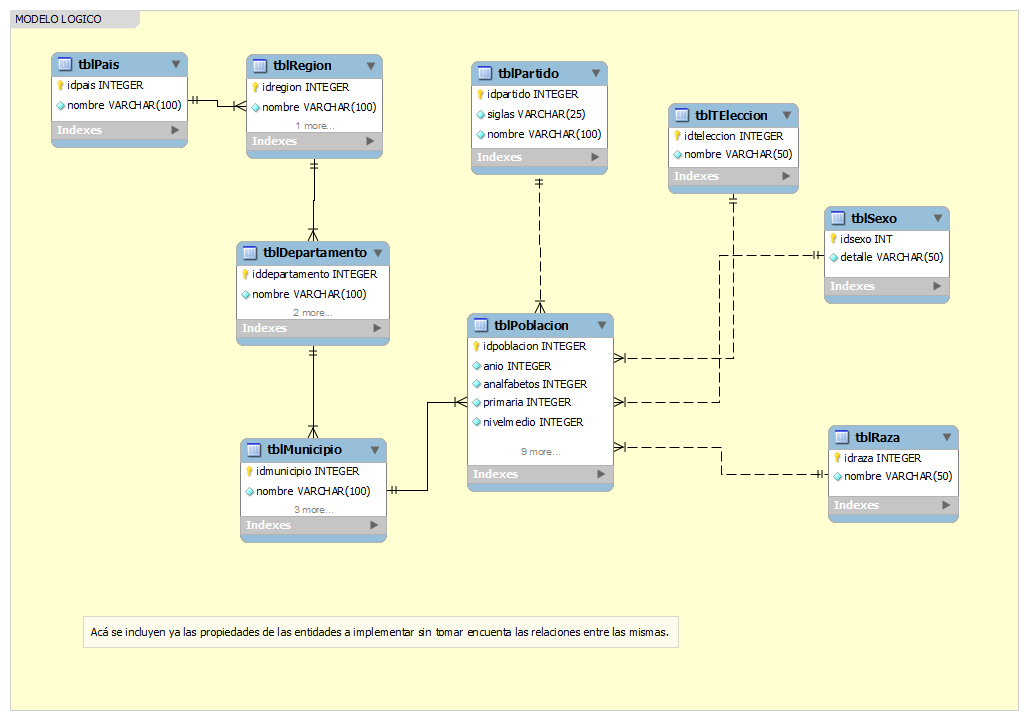 MODELO LOGICO
tblPais
idpais INTEGER
nombre VARCHAR(100)
Indexes
tblRegion
idregion INTEGER
nombre VARCHAR(100)
1 more...
Indexes
tblPartido
idpartido INTEGER
siglas VARCHAR(25)
nombre VARCHAR(100)
Indexes
tblTEleccion
idteleccion INTEGER
nombre VARCHAR(50)
Indexes
tblSexo
idsexo INT
detalle VARCHAR(50)
Indexes
tblDepartamento
iddepartamento INTEGER
nombre VARCHAR(100)
2 more...
Indexes
tblPoblacion
idpoblacion INTEGER
anio INTEGER
analfabetos INTEGER
primaria INTEGER
nivelmedio INTEGER
9 more...
Indexes
tblMunicipio
idmunicipio INTEGER
nombre VARCHAR(100)
3 more...
Indexes
tblRaza
idraza INTEGER
nombre VARCHAR(50)
Indexes
Acá se incluyen ya las propiedades de las entidades a implementar sin tomar encuenta las relaciones entre las mismas.